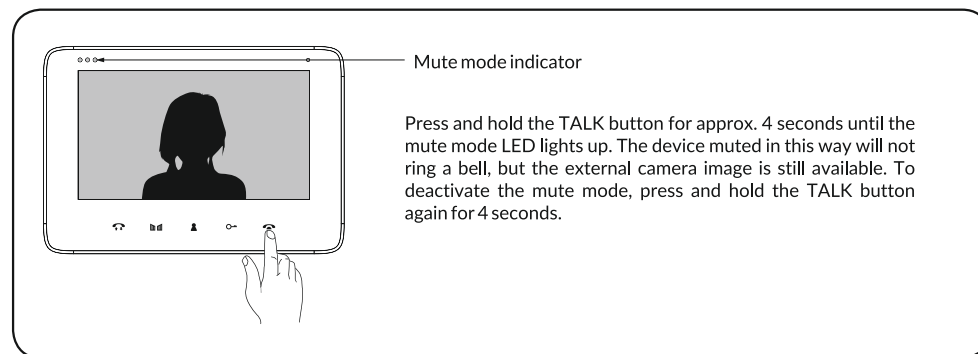 Mute mode indicator
Press and hold the TALK button for approx. 4 seconds until the
mute mode LED lights up. The device muted in this way will not
ring a bell, but the external camera image is still available. To
deactivate the mute mode, press and hold the TALK button
again for 4 seconds.